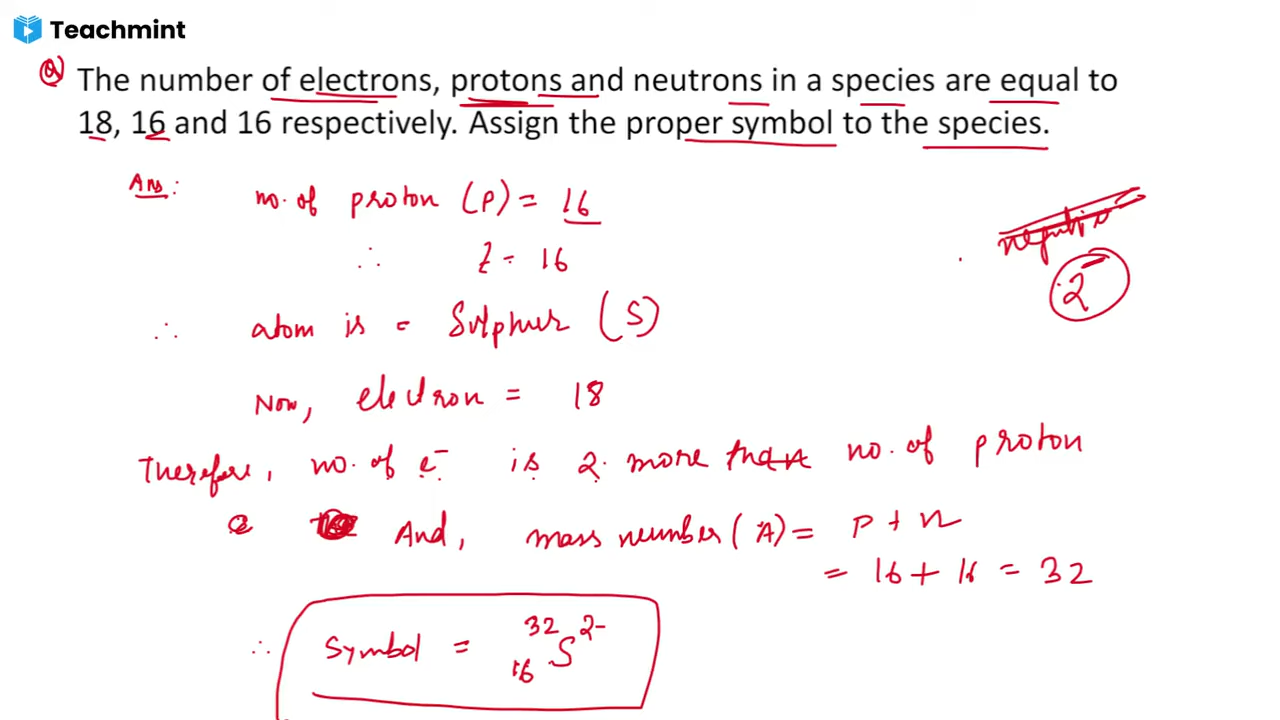 Teachmint
Q) The number of electrons, protons and neutrons in a species are equal to
18, 16 and 16 respectively. Assign the proper symbol to the species.
Ans:
no. of proton (P) = 16
∴ Z = 16
∴ atom is = Sulphur (S)
2⁻
Now, electron = 18
Therefore, no. of e⁻ is 2 more than no. of proton
And, mass number (A) = P + n
= 16 + 16 = 32
∴ Symbol = ³²₁₆S²⁻